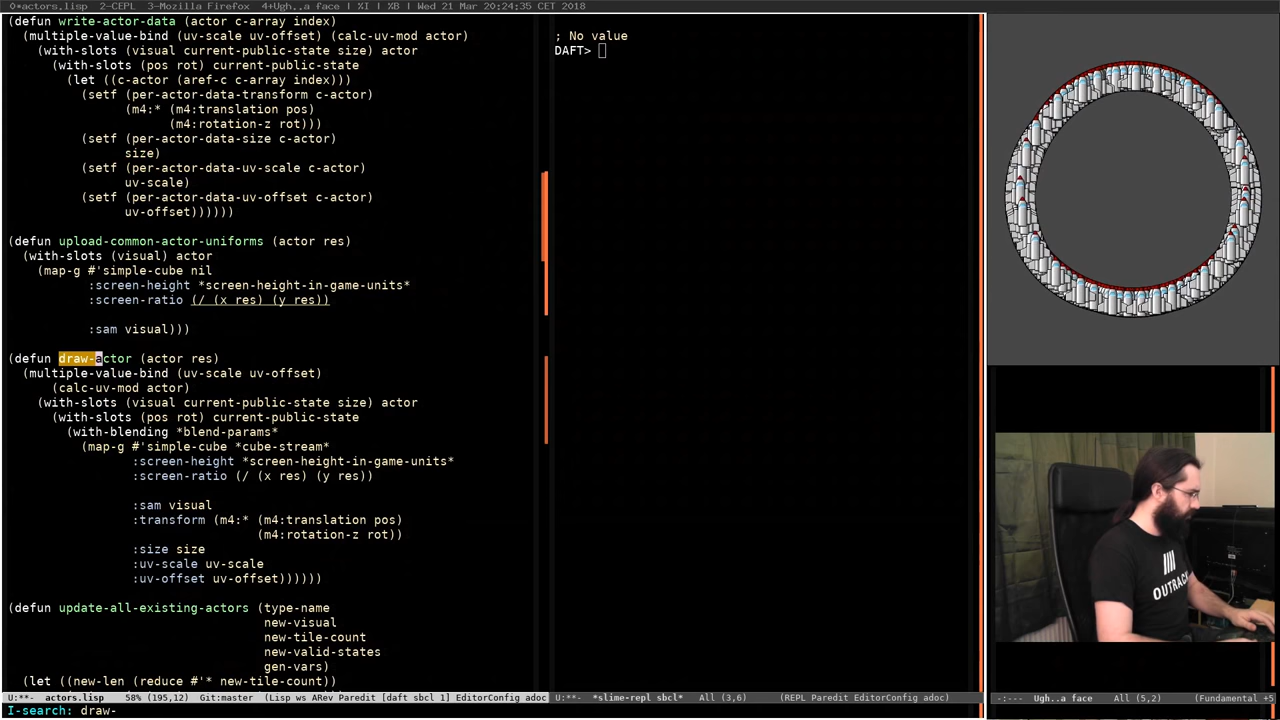 0*actors.lisp  2-CEPL  3-Mozilla Firefox  4+Ugh..a face | %I | %B | Wed 21 Mar 20:24:35 CET 2018
(defun write-actor-data (actor c-array index)
  (multiple-value-bind (uv-scale uv-offset) (calc-uv-mod actor)
    (with-slots (visual current-public-state size) actor
      (with-slots (pos rot) current-public-state
        (let ((c-actor (aref-c c-array index)))
          (setf (per-actor-data-transform c-actor)
                (m4:* (m4:translation pos)
                      (m4:rotation-z rot)))
          (setf (per-actor-data-size c-actor)
                size)
          (setf (per-actor-data-uv-scale c-actor)
                uv-scale)
          (setf (per-actor-data-uv-offset c-actor)
                uv-offset))))))
(defun upload-common-actor-uniforms (actor res)
  (with-slots (visual) actor
    (map-g #'simple-cube nil
           :screen-height *screen-height-in-game-units*
           :screen-ratio (/ (x res) (y res))
           :sam visual)))
(defun draw-actor (actor res)
  (multiple-value-bind (uv-scale uv-offset)
      (calc-uv-mod actor)
    (with-slots (visual current-public-state size) actor
      (with-slots (pos rot) current-public-state
        (with-blending *blend-params*
          (map-g #'simple-cube *cube-stream*
                 :screen-height *screen-height-in-game-units*
                 :screen-ratio (/ (x res) (y res))
                 :sam visual
                 :transform (m4:* (m4:translation pos)
                                  (m4:rotation-z rot))
                 :size size
                 :uv-scale uv-scale
                 :uv-offset uv-offset))))))
(defun update-all-existing-actors (type-name
                                   new-visual
                                   new-tile-count
                                   new-valid-states
                                   gen-vars)
  (let ((new-len (reduce #'* new-tile-count))
U:**-  actors.lisp    58% (195,12)  Git:master  (Lisp ws ARev Paredit [daft sbcl 1] EditorConfig adoc
I-search: draw-
; No value
DAFT>
U:**-  *slime-repl sbcl*   All (3,6)      (REPL Paredit EditorConfig adoc)
OUTRAC
-:---  Ugh..a face    All (5,2)      (Fundamental +5